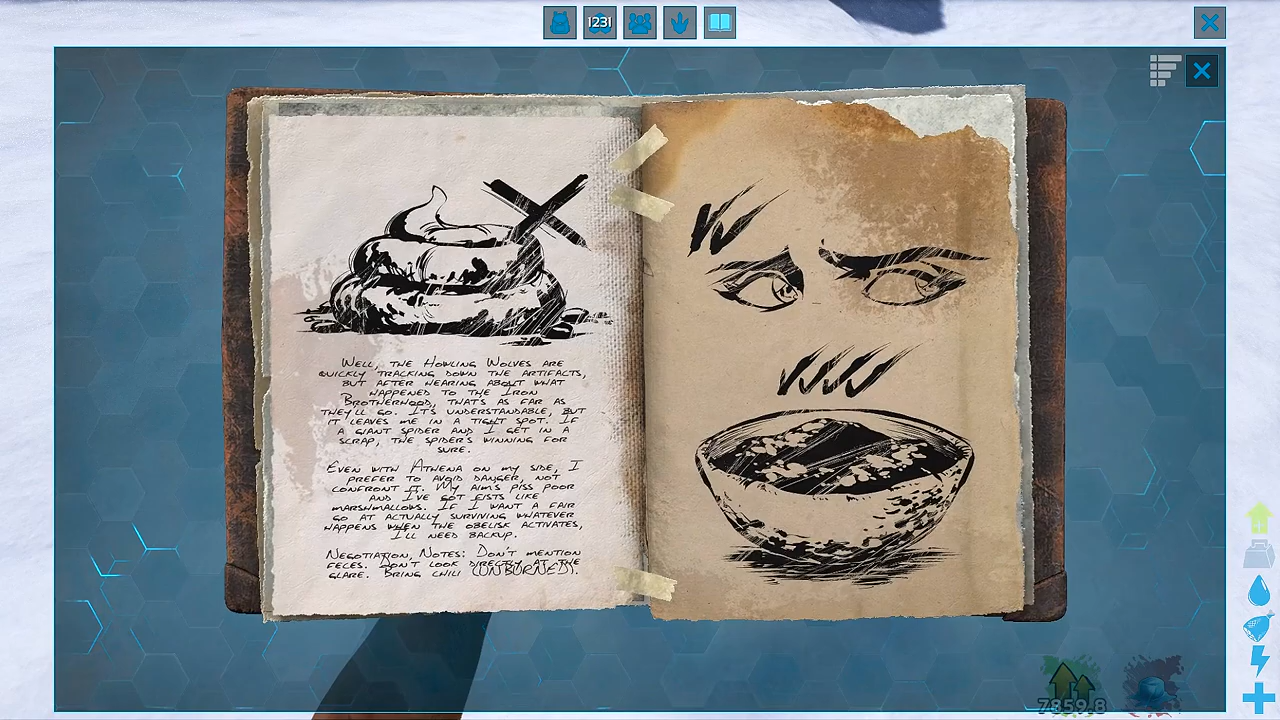 1231
WELL, THE HOWLING WOLVES ARE
QUICKLY TRACKING DOWN THE ARTIFACTS,
BUT AFTER HEARING ABOUT WHAT
HAPPENED TO THE IRON
BROTHERHOOD, THAT'S AS FAR AS
THEY'LL GO. IT'S UNDERSTANDABLE, BUT
IT LEAVES ME IN A TIGHT SPOT. IF
A GIANT SPIDER AND I GET IN A
SCRAP, THE SPIDER'S WINNING FOR
SURE.
EVEN WITH ATHENA ON MY SIDE, I
PREFER TO AVOID DANGER, NOT
CONFRONT IT. MY AIM'S PISS POOR
AND I'VE GOT FISTS LIKE
MARSHMALLOWS. IF I WANT A FAIR
GO AT ACTUALLY SURVIVING WHATEVER
HAPPENS WHEN THE OBELISK ACTIVATES,
I'LL NEED BACKUP.
NEGOTIATION, NOTES: DON'T MENTION
FECES. DON'T LOOK DIRECTLY AT THE
GLARE. BRING CHILI (UNBURNED).
7859.8